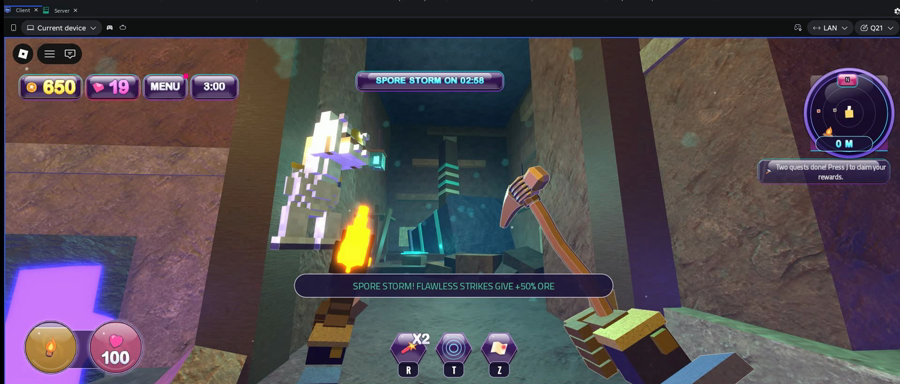 Client
Server
Current device
LAN
Q21
650
19
MENU
3:00
SPORE STORM ON 02:58
N
0 M
Two quests done! Press J to claim your
rewards.
SPORE STORM! FLAWLESS STRIKES GIVE +50% ORE
100
X2
R
T
Z